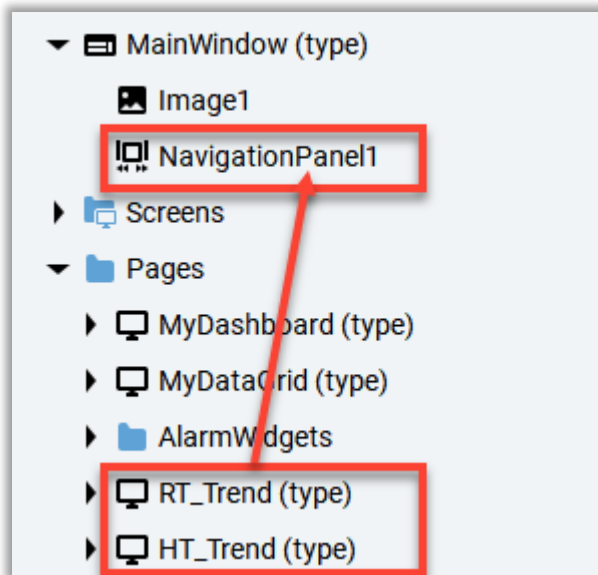 MainWindow (type)
Image1
NavigationPanel1
Screens
Pages
MyDashboard (type)
MyDataGrid (type)
AlarmWidgets
RT_Trend (type)
HT_Trend (type)